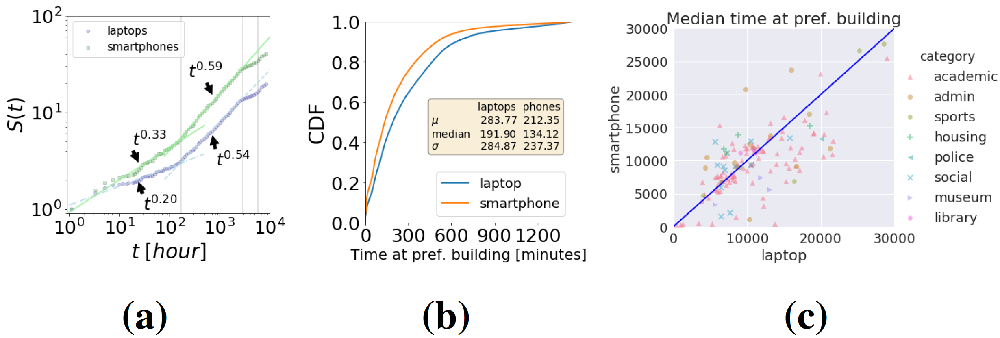 10^2
10^1
10^0
S(t)
laptops
smartphones
t^0.59
t^0.33
t^0.54
t^0.20
10^0 10^1 10^2 10^3 10^4
t [hour]
(a)
1.0
0.8
0.6
0.4
0.2
0.0
CDF
laptops phones
μ 283.77 212.35
median 191.90 134.12
σ 284.87 237.37
laptop
smartphone
0 300 600 900 1200
Time at pref. building [minutes]
(b)
Median time at pref. building
30000
25000
20000
15000
10000
5000
0
smartphone
0 10000 20000 30000
laptop
category
academic
admin
sports
housing
police
social
museum
library
(c)